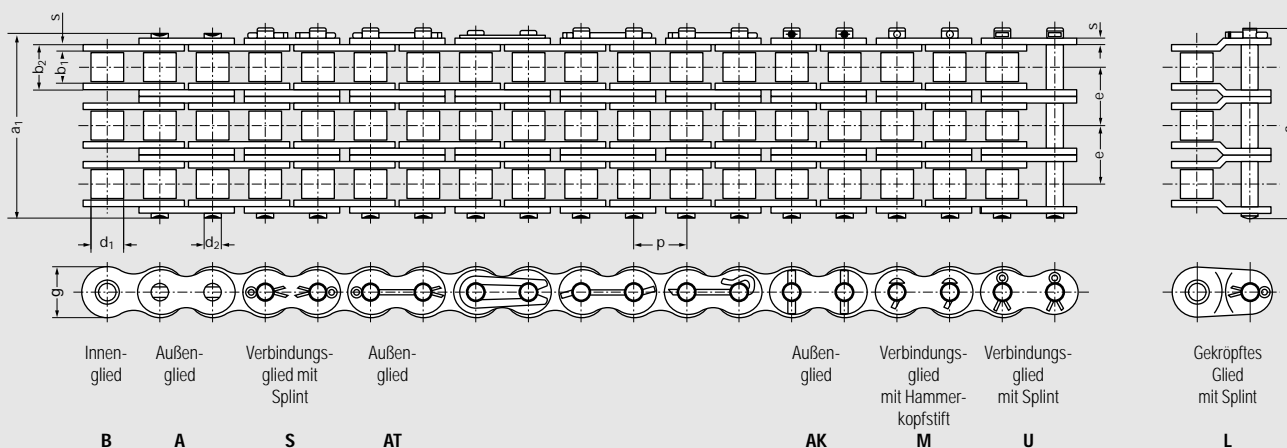 s
b₂
b₁
a₁
s
e
e
d₁
d₂
p
g
Innen-
glied
B
Außen-
glied
A
Verbindungs-
glied mit
Splint
S
Außen-
glied
AT
Außen-
glied
AK
Verbindungs-
glied
mit Hammer-
kopfstift
M
Verbindungs-
glied
mit Splint
U
Gekröpftes
Glied
mit Splint
L